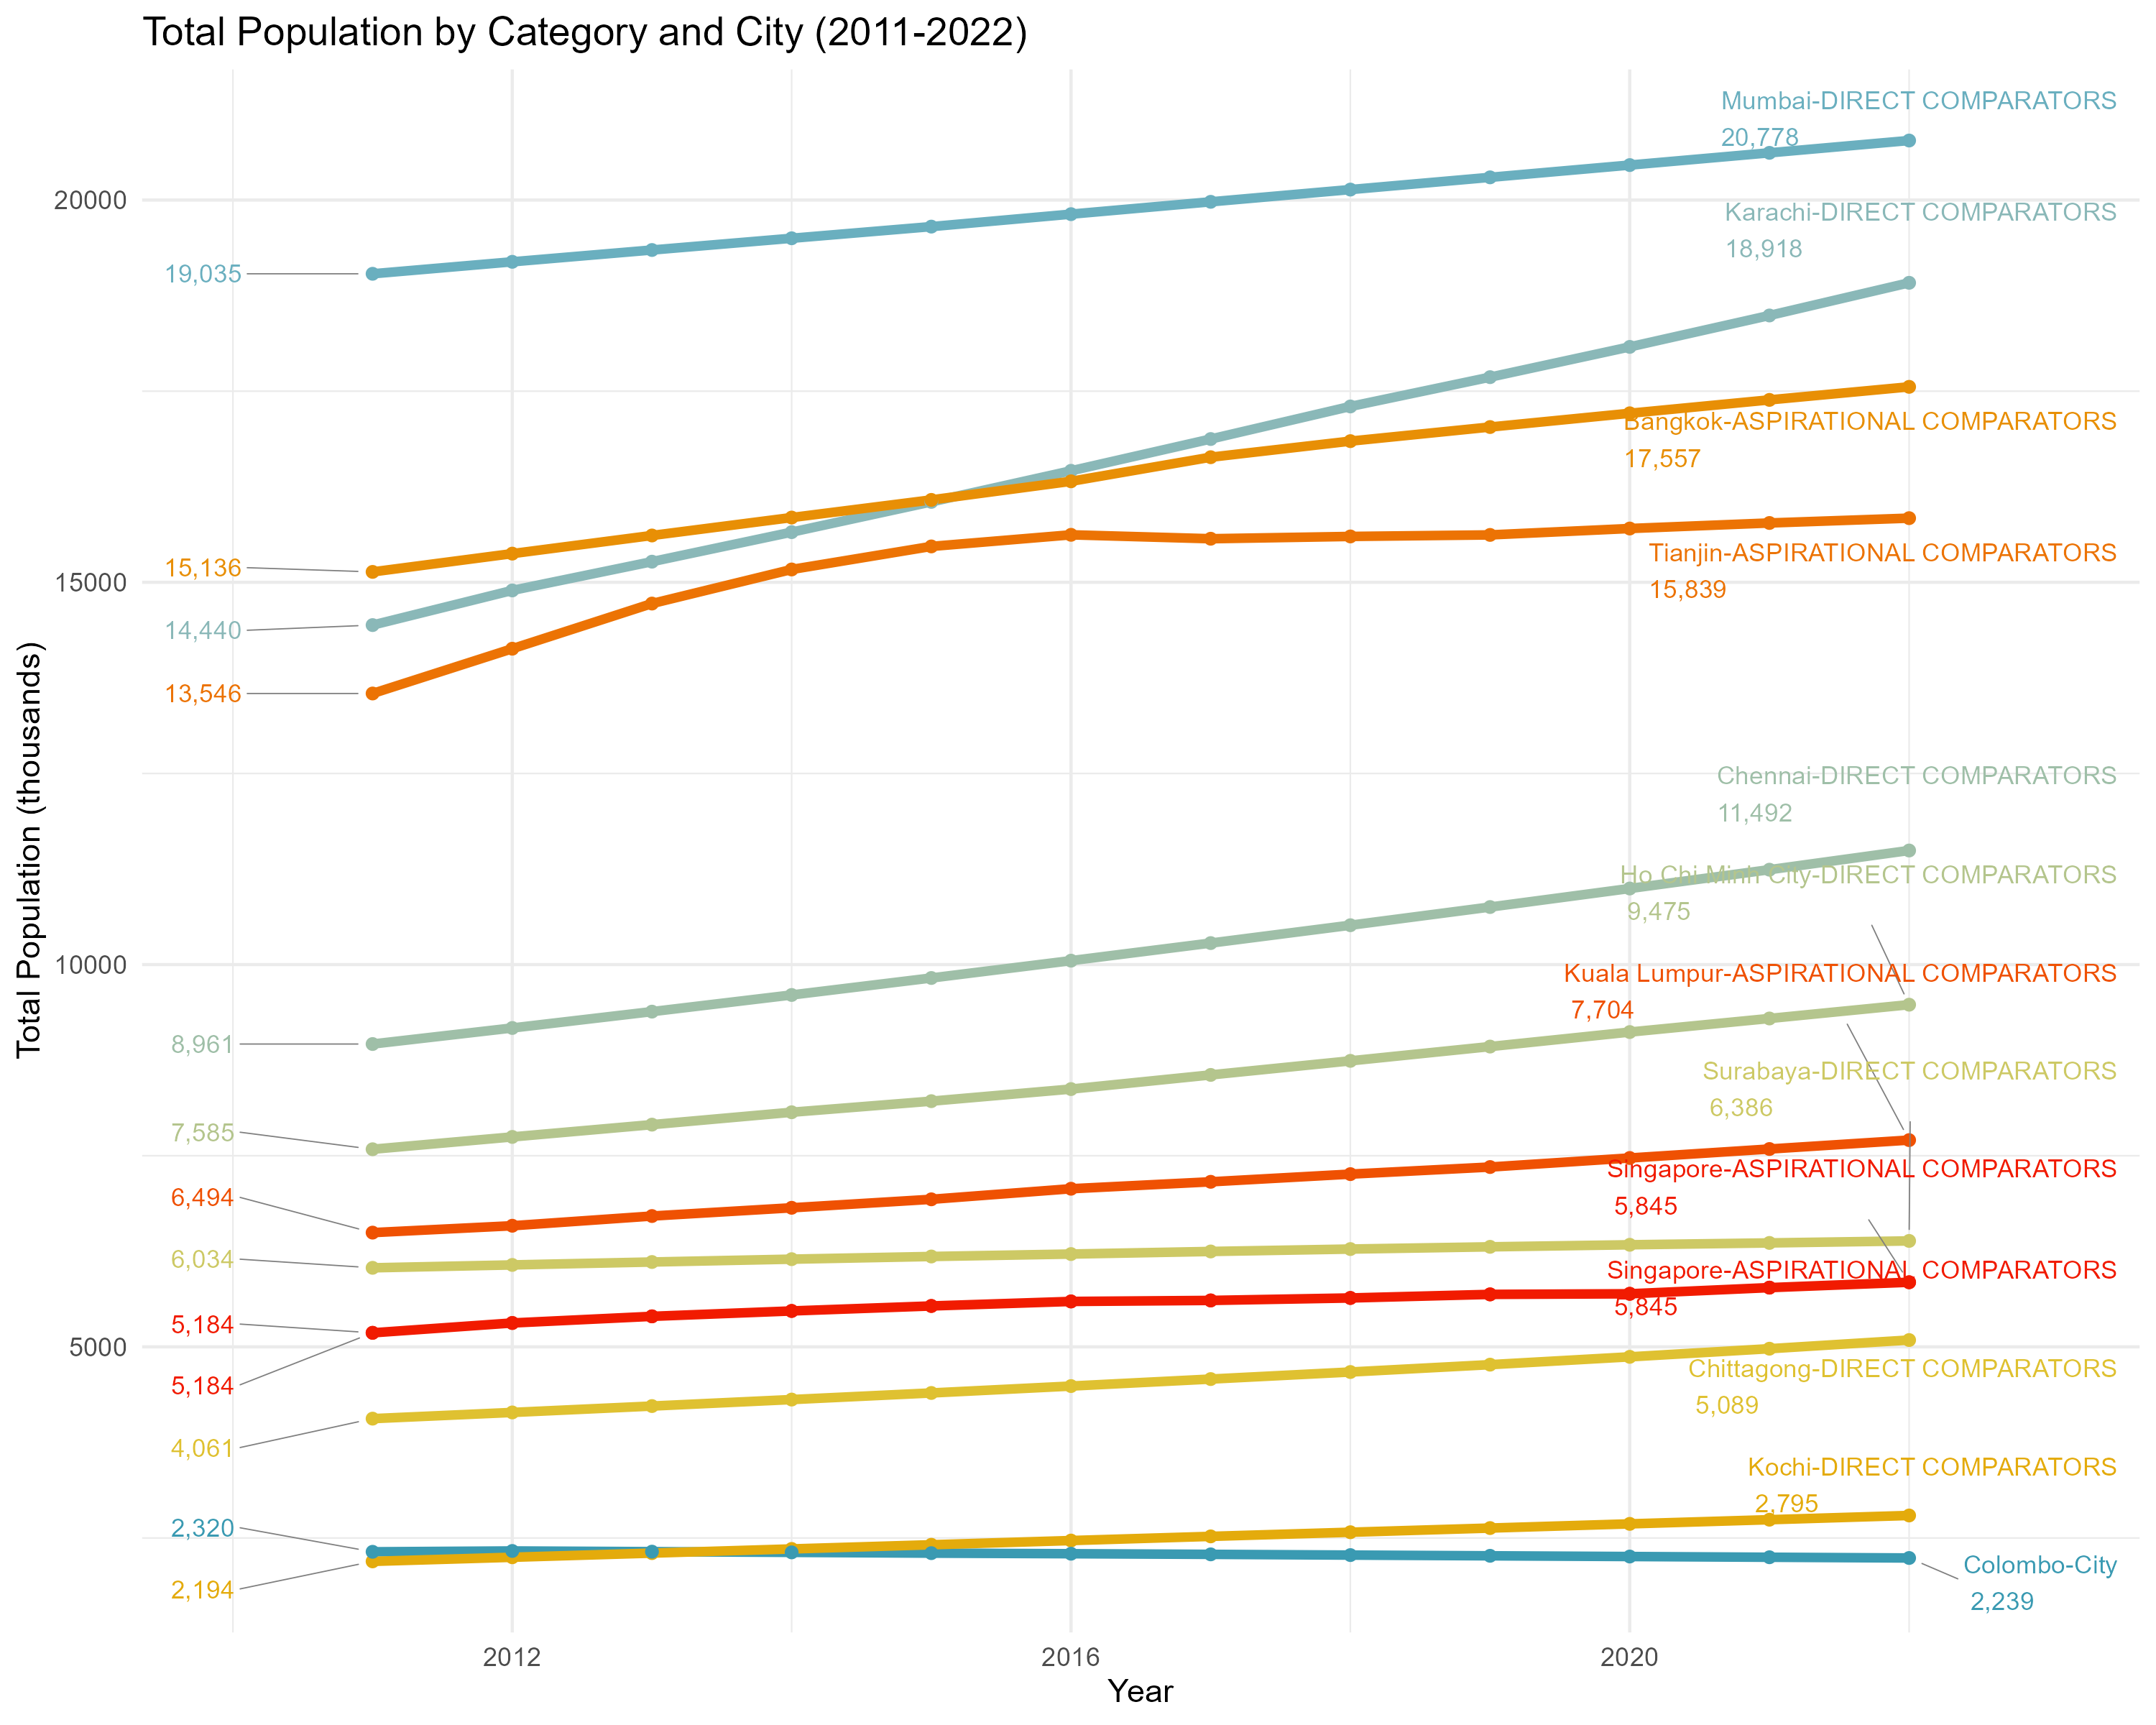 Total Population by Category and City (2011-2022)
Mumbai-DIRECT COMPARATORS
20,778
20000
Karachi-DIRECT COMPARATORS
18,918
19,035
Bangkok-ASPIRATIONAL COMPARATORS
17,557
Tianjin-ASPIRATIONAL COMPARATORS
15,839
15,136
15000
14,440
13,546
Total Population (thousands)
Chennai-DIRECT COMPARATORS
11,492
Ho Chi Minh City-DIRECT COMPARATORS
9,475
10000
Kuala Lumpur-ASPIRATIONAL COMPARATORS
7,704
8,961
Surabaya-DIRECT COMPARATORS
6,386
7,585
Singapore-ASPIRATIONAL COMPARATORS
5,845
6,494
6,034
Singapore-ASPIRATIONAL COMPARATORS
5,845
5,184
5000
5,184
Chittagong-DIRECT COMPARATORS
5,089
4,061
Kochi-DIRECT COMPARATORS
2,795
2,320
Colombo-City
2,239
2,194
2012
2016
2020
Year